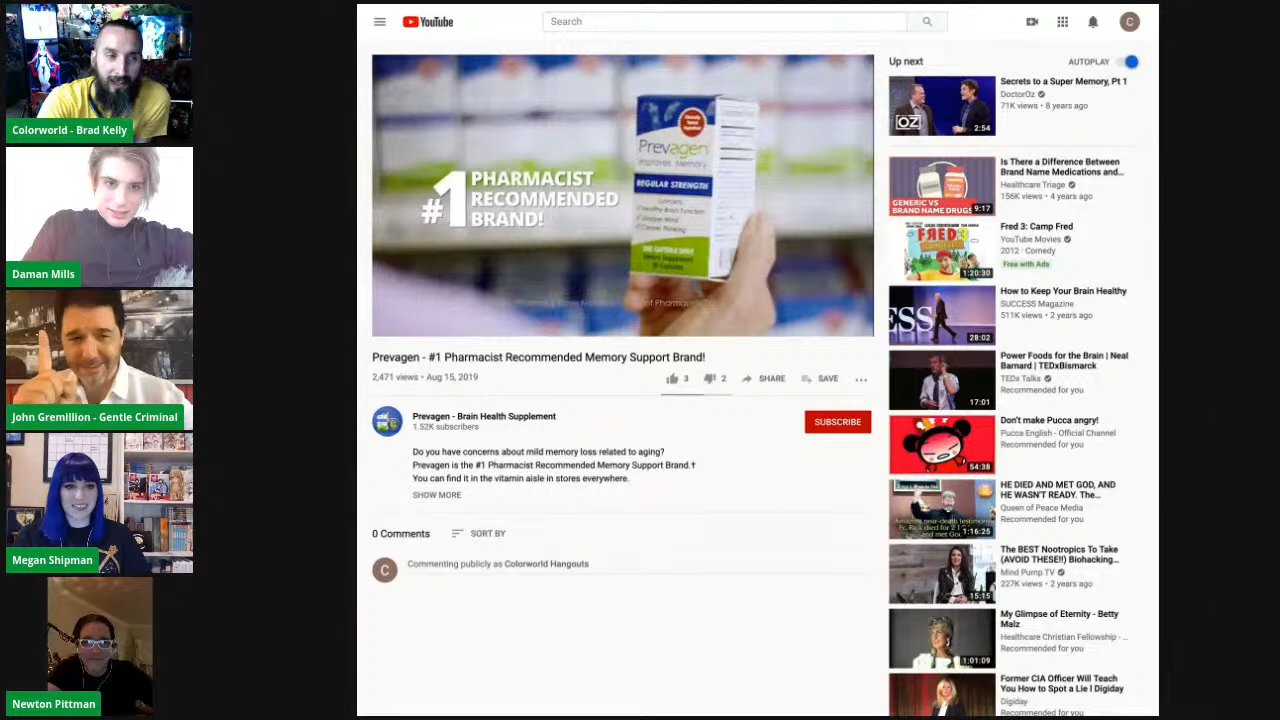 Colorworld - Brad Kelly
Daman Mills
John Gremillion - Gentle Criminal
Megan Shipman
Newton Pittman
YouTube
Search
C
#1 PHARMACIST
RECOMMENDED
BRAND!
Prevagen
Improves Memory
REGULAR STRENGTH
Prevagen - #1 Pharmacist Recommended Memory Support Brand!
2,471 views • Aug 15, 2019
3
2
SHARE
SAVE
Prevagen - Brain Health Supplement
1.52K subscribers
SUBSCRIBE
Do you have concerns about mild memory loss related to aging?
Prevagen is the #1 Pharmacist Recommended Memory Support Brand.†
You can find it in the vitamin aisle in stores everywhere.
SHOW MORE
0 Comments
SORT BY
C
Commenting publicly as Colorworld Hangouts
Up next
AUTOPLAY
OZ
2:54
Secrets to a Super Memory, Pt 1
DoctorOz
71K views • 8 years ago
GENERIC VS
BRAND NAME DRUGS
9:17
Is There a Difference Between
Brand Name Medications and...
Healthcare Triage
156K views • 4 years ago
FRED
1:20:30
Fred 3: Camp Fred
YouTube Movies
2012 · Comedy
Free with Ads
ESS
28:02
How to Keep Your Brain Healthy
SUCCESS Magazine
511K views • 2 years ago
17:01
Power Foods for the Brain | Neal
Barnard | TEDxBismarck
TEDx Talks
Recommended for you
54:38
Don't make Pucca angry!
Pucca English - Official Channel
Recommended for you
1:16:25
HE DIED AND MET GOD, AND
HE WASN'T READY. The...
Queen of Peace Media
Recommended for you
15:15
The BEST Nootropics To Take
(AVOID THESE!!) Biohacking...
Mind Pump TV
227K views • 2 years ago
1:01:09
My Glimpse of Eternity - Betty
Malz
Healthcare Christian Fellowship - ...
Recommended for you
Former CIA Officer Will Teach
You How to Spot a Lie l Digiday
Digiday
Recommended for you